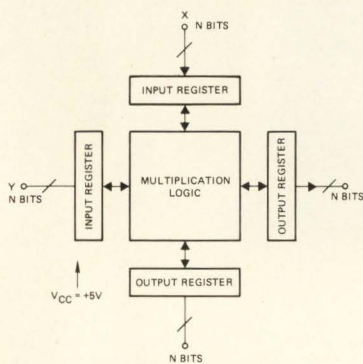 X
N BITS
INPUT REGISTER
Y
N BITS
INPUT REGISTER
MULTIPLICATION
LOGIC
OUTPUT REGISTER
N BITS
VCC = +5V
OUTPUT REGISTER
N BITS